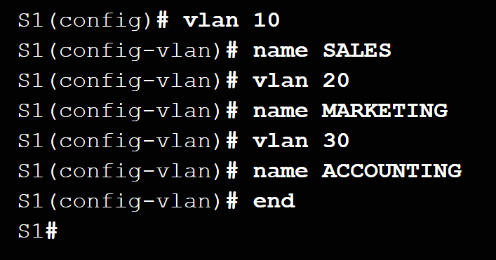 S1(config)# vlan 10
S1(config-vlan)# name SALES
S1(config-vlan)# vlan 20
S1(config-vlan)# name MARKETING
S1(config-vlan)# vlan 30
S1(config-vlan)# name ACCOUNTING
S1(config-vlan)# end
S1#